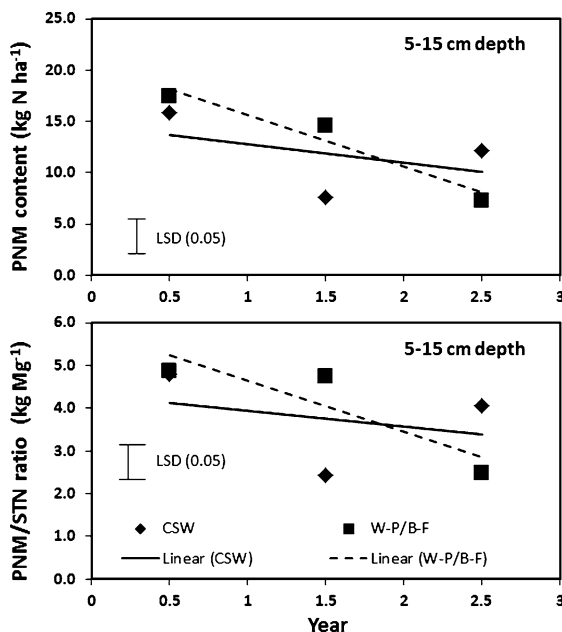 PNM content (kg N ha⁻¹)
25.0
20.0
15.0
10.0
5.0
0.0
5-15 cm depth
LSD (0.05)
0 0.5 1 1.5 2 2.5 3
PNM/STN ratio (kg Mg⁻¹)
6.0
5.0
4.0
3.0
2.0
1.0
0.0
5-15 cm depth
LSD (0.05)
CSW W-P/B-F
Linear (CSW) Linear (W-P/B-F)
0 0.5 1 1.5 2 2.5 3
Year